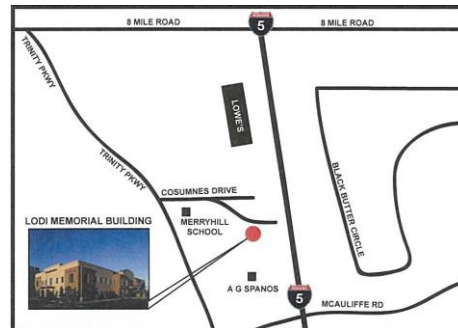 8 MILE ROAD
5
8 MILE ROAD
TRINITY PKWY
LOWE'S
TRINITY PKWY
BLACK BUTTER CIRCLE
COSUMNES DRIVE
LODI MEMORIAL BUILDING
MERRYHILL
SCHOOL
A G SPANOS
5
MCAULIFFE RD